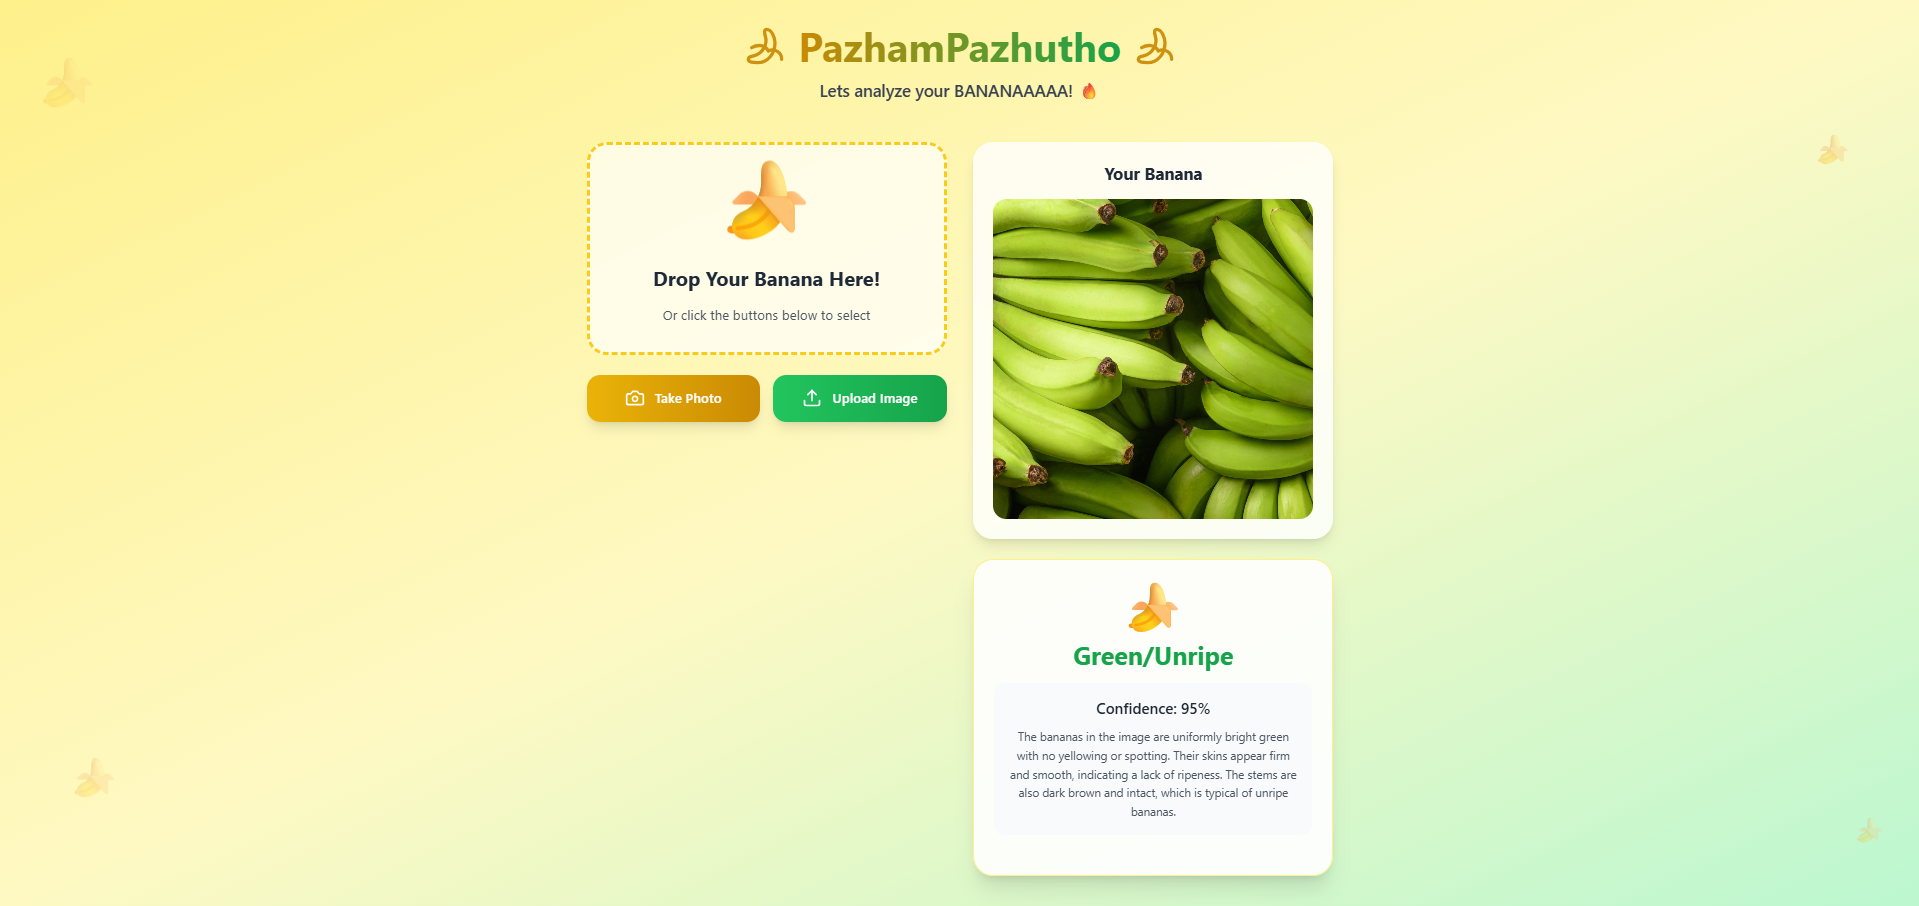 PazhamPazhutho
Lets analyze your BANANAAAAA! 🔥
Drop Your Banana Here!
Or click the buttons below to select
Take Photo
Upload Image
Your Banana
Green/Unripe
Confidence: 95%
The bananas in the image are uniformly bright green
with no yellowing or spotting. Their skins appear firm
and smooth, indicating a lack of ripeness. The stems are
also dark brown and intact, which is typical of unripe
bananas.